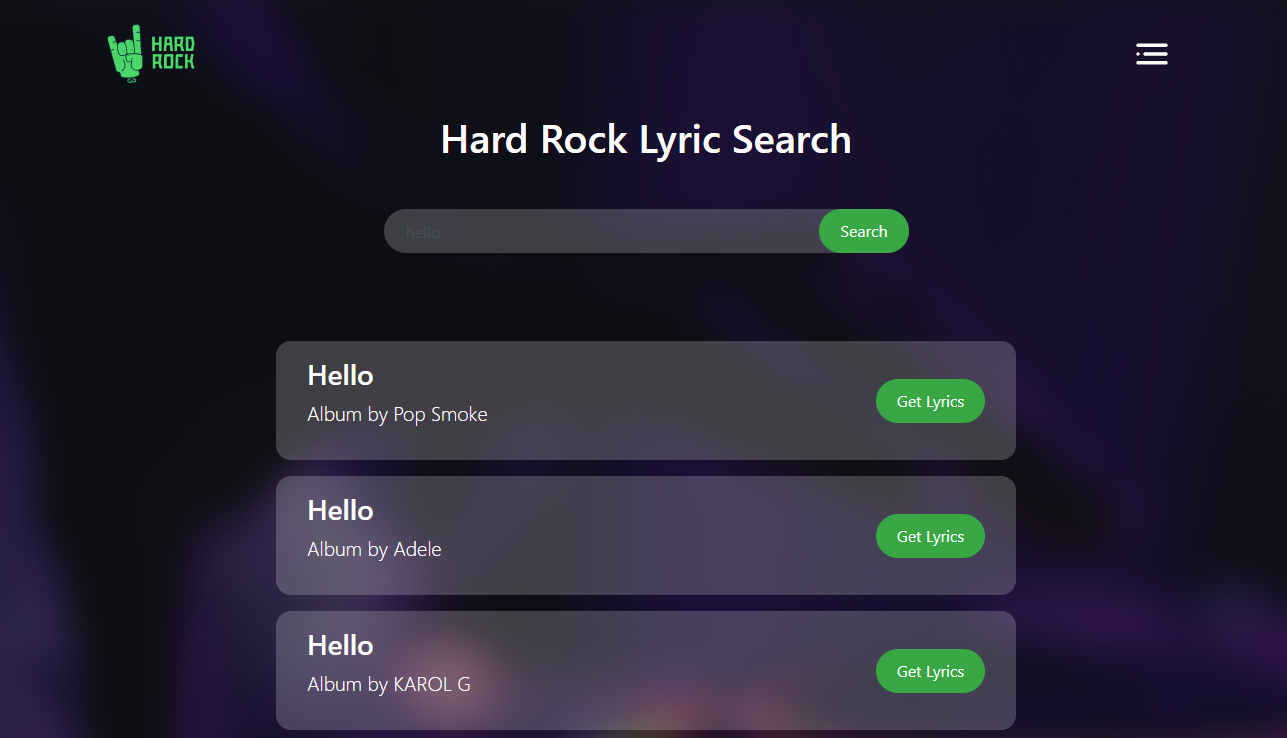 HARD
ROCK
Hard Rock Lyric Search
hello
Search
Hello
Album by Pop Smoke
Get Lyrics
Hello
Album by Adele
Get Lyrics
Hello
Album by KAROL G
Get Lyrics